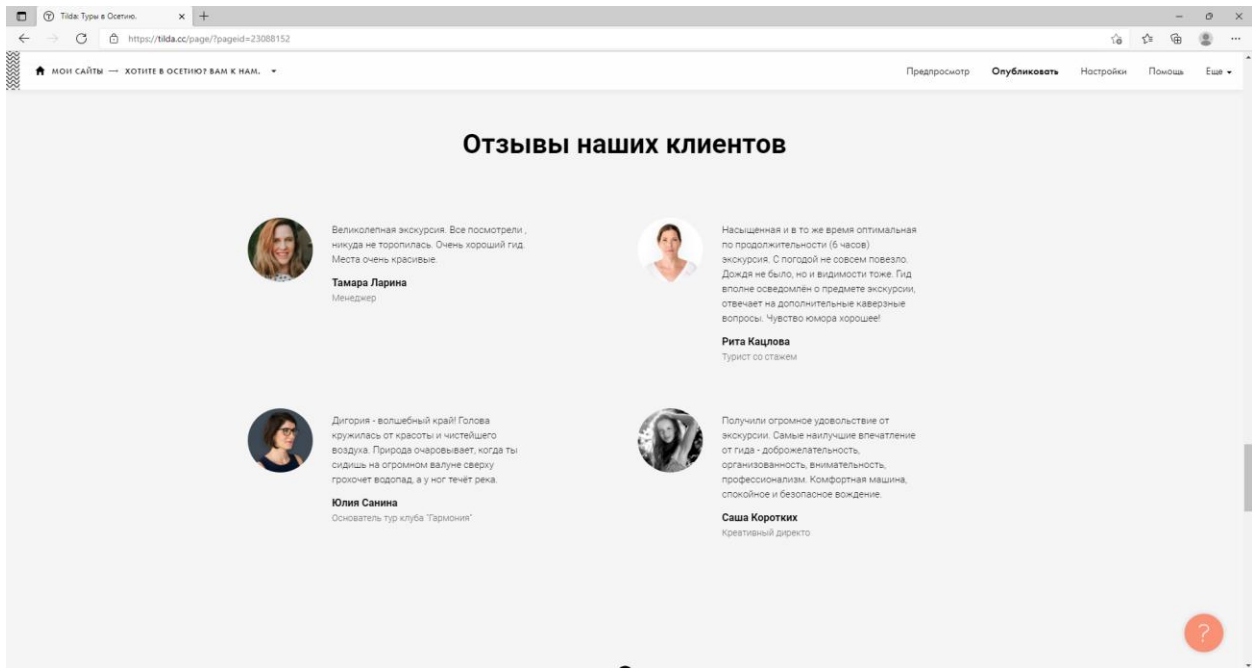 Tilda: Туры в Осетию.
https://tilda.cc/page/?pageid=23088152
МОИ САЙТЫ → ХОТИТЕ В ОСЕТИЮ? ВАМ К НАМ.
Предпросмотр Опубликовать Настройки Помощь Еще
Отзывы наших клиентов
Великолепная экскурсия. Все посмотрели ,
никуда не торопилась. Очень хороший гид.
Места очень красивые.
Тамара Ларина
Менеджер
Насыщенная и в то же время оптимальная
по продолжительности (6 часов)
экскурсия. С погодой не совсем повезло.
Дождя не было, но и видимости тоже. Гид
вполне осведомлён о предмете экскурсии,
отвечает на дополнительные каверзные
вопросы. Чувство юмора хорошее!
Рита Кацлова
Турист со стажем
Дигория - волшебный край! Голова
кружилась от красоты и чистейшего
воздуха. Природа очаровывает, когда ты
сидишь на огромном валуне сверху
грохочет водопад, а у ног течёт река.
Юлия Санина
Основатель тур клуба "Гармония"
Получили огромное удовольствие от
экскурсии. Самые наилучшие впечатление
от гида - доброжелательность,
организованность, внимательность,
профессионализм. Комфортная машина,
спокойное и безопасное вождение.
Саша Коротких
Креативный директо
?